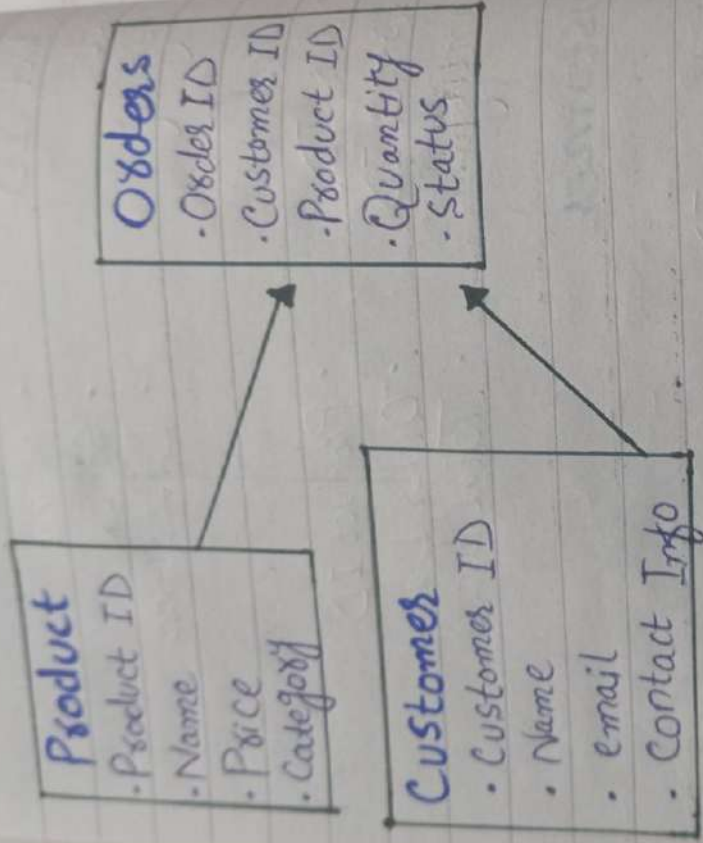 Product
· Product ID
· Name
· Price
· Category
Customer
· Customer ID
· Name
· email
· Contact Info
Orders
· Order ID
· Customer ID
· Product ID
· Quantity
· Status